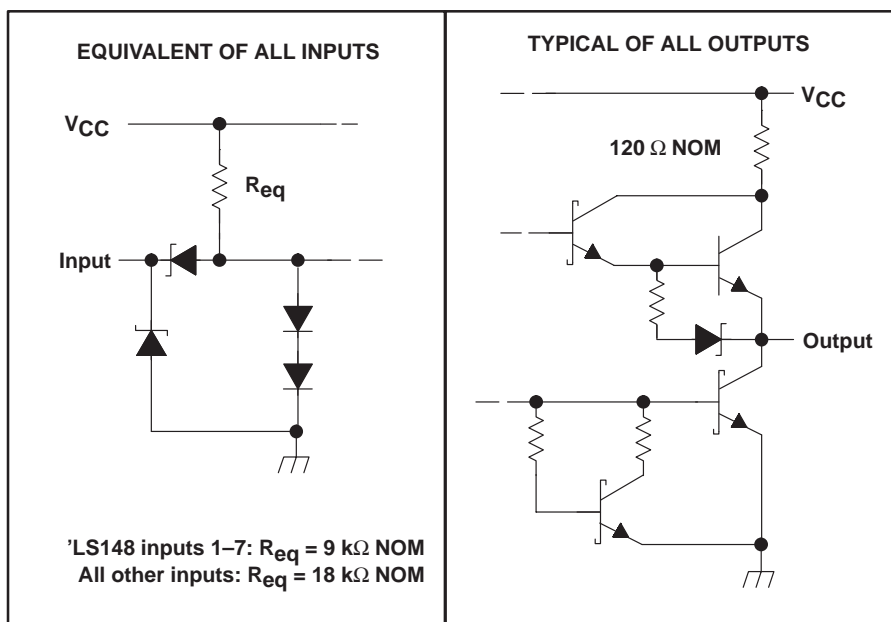 EQUIVALENT OF ALL INPUTS
VCC
Req
Input
'LS148 inputs 1–7: Req = 9 kΩ NOM
All other inputs: Req = 18 kΩ NOM
TYPICAL OF ALL OUTPUTS
VCC
120 Ω NOM
Output